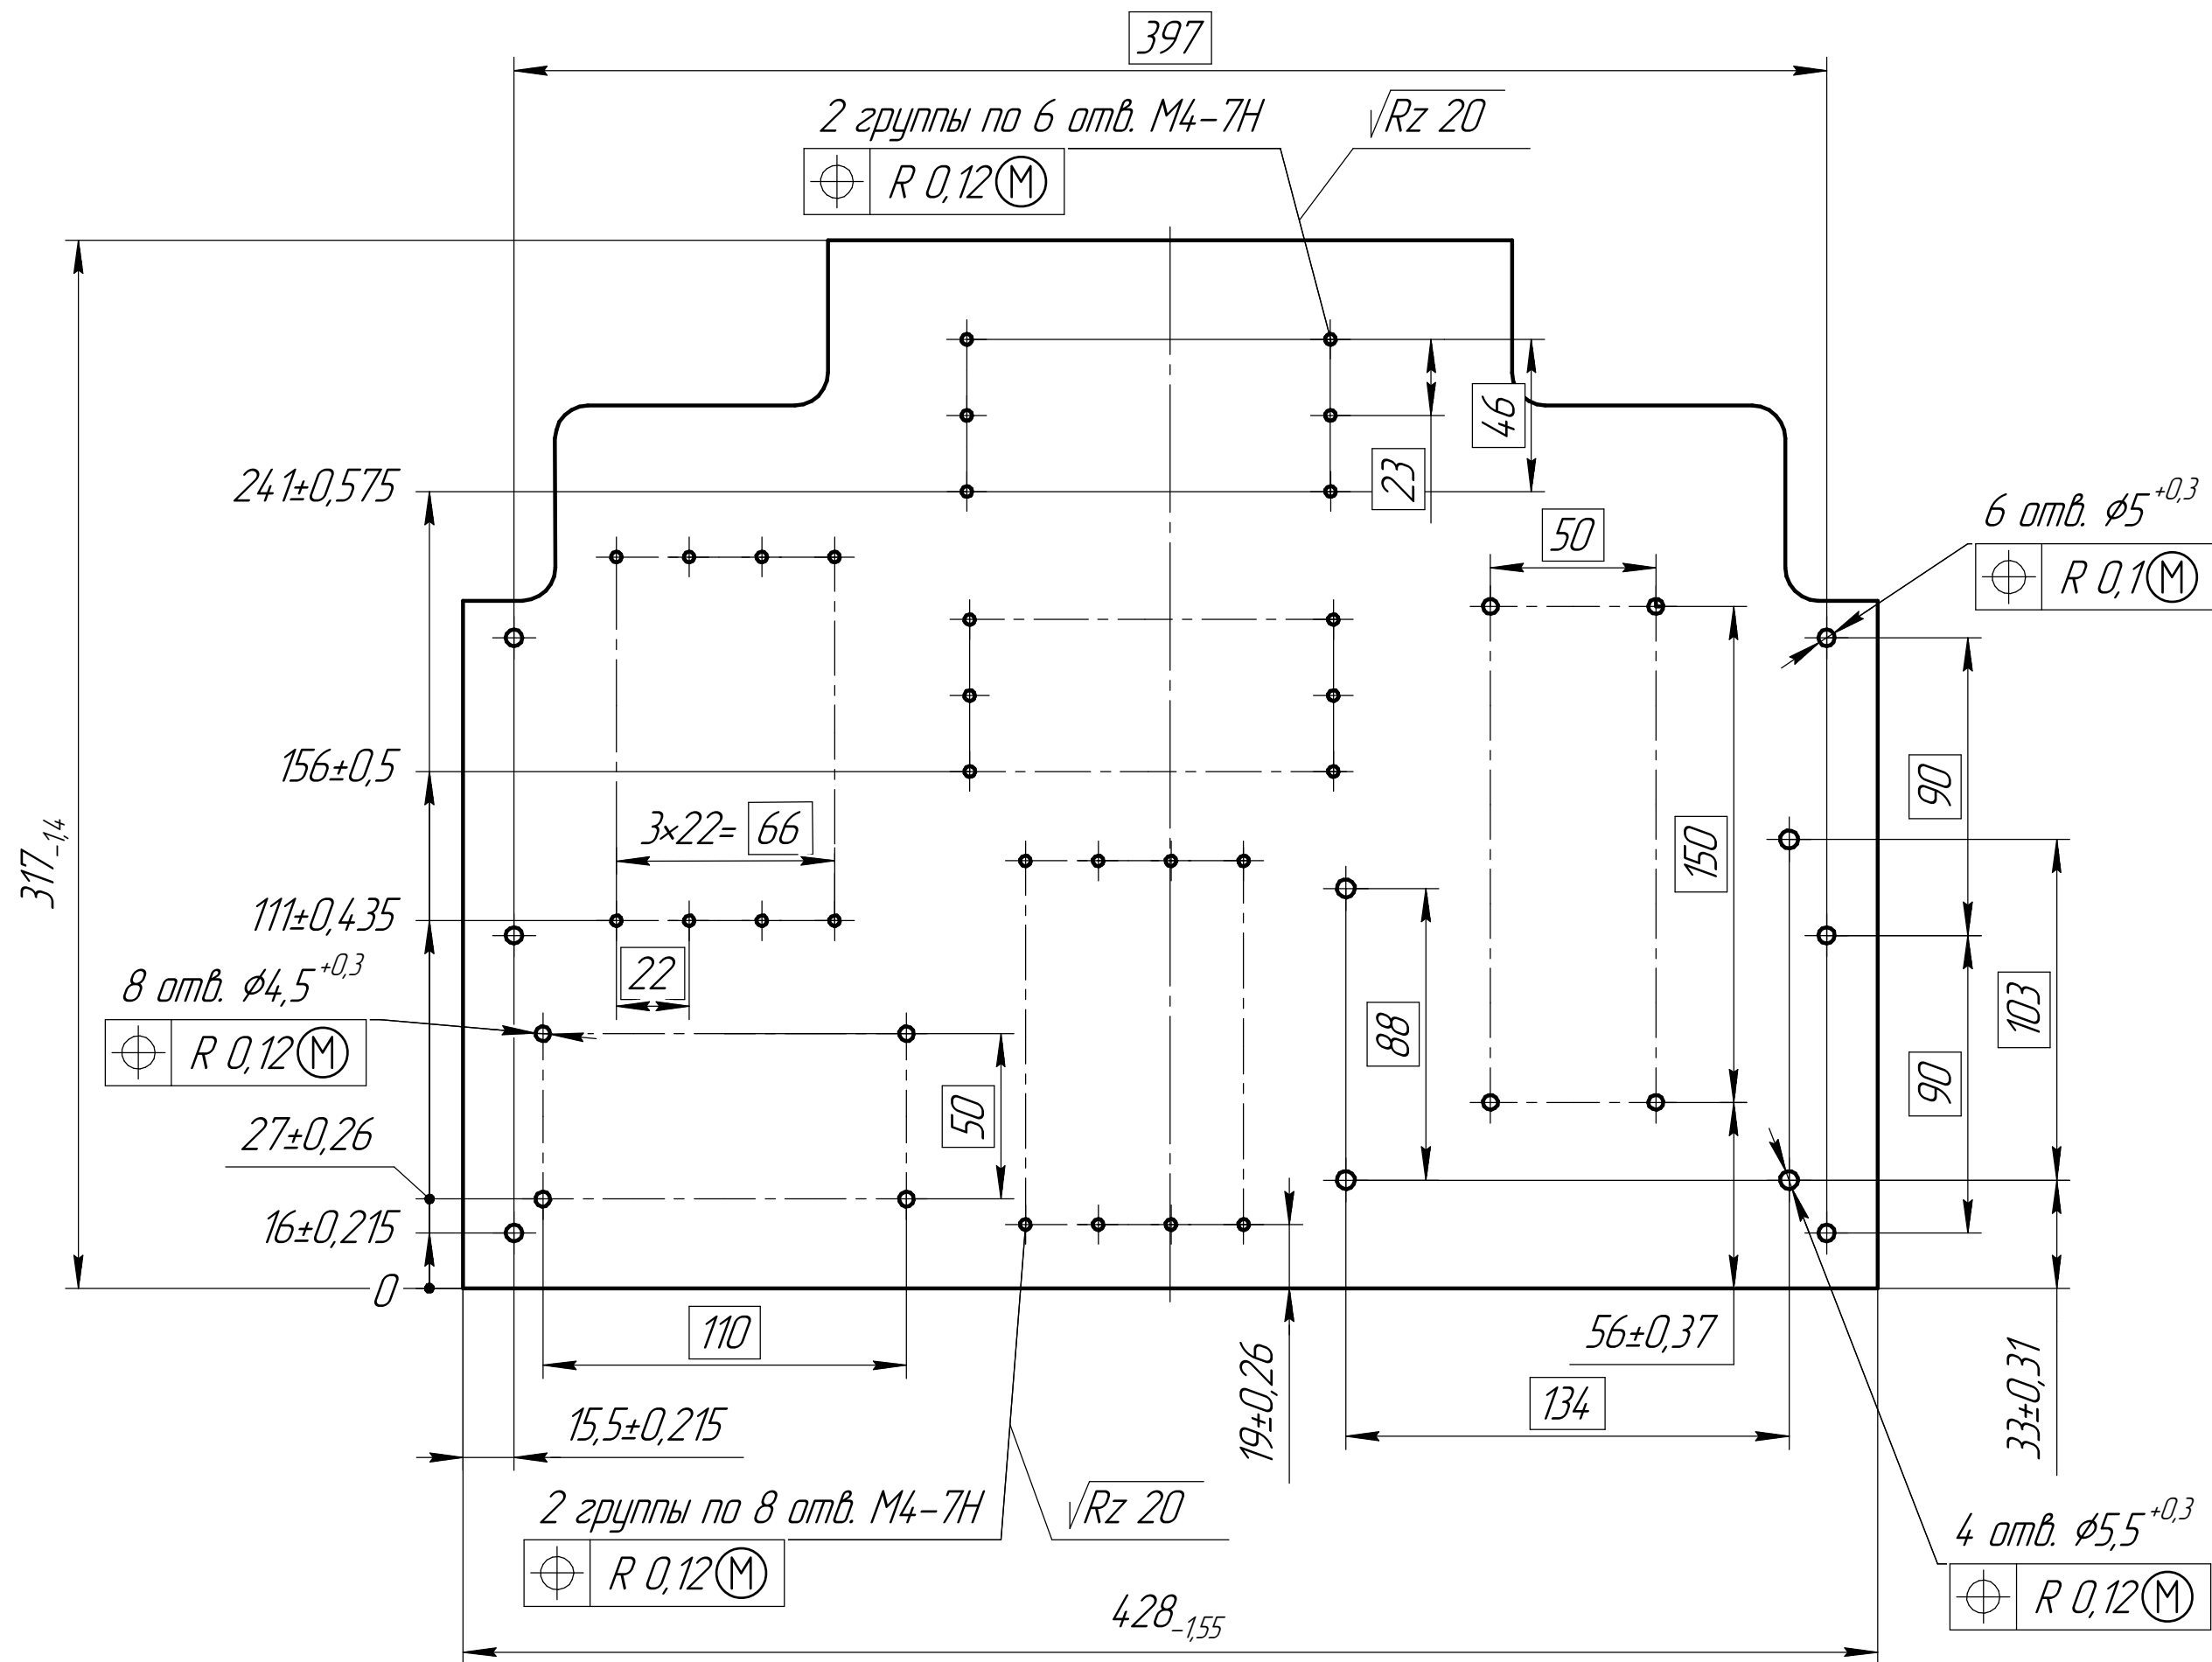 397
2 группы по 6 отв. М4-7Н
R 0,12 Ⓜ
Rz 20
46
23
241±0,575
50
6 отв. ⌀5 +0,3
R 0,1 Ⓜ
156±0,5
3×22= 66
317 -1,4
150
90
111±0,435
22
8 отв. ⌀4,5 +0,3
R 0,12 Ⓜ
88
103
90
50
27±0,26
16±0,215
0
110
56±0,37
19±0,26
33±0,31
134
15,5±0,215
2 группы по 8 отв. М4-7Н
R 0,12 Ⓜ
Rz 20
4 отв. ⌀5,5 +0,3
R 0,12 Ⓜ
428 -1,55